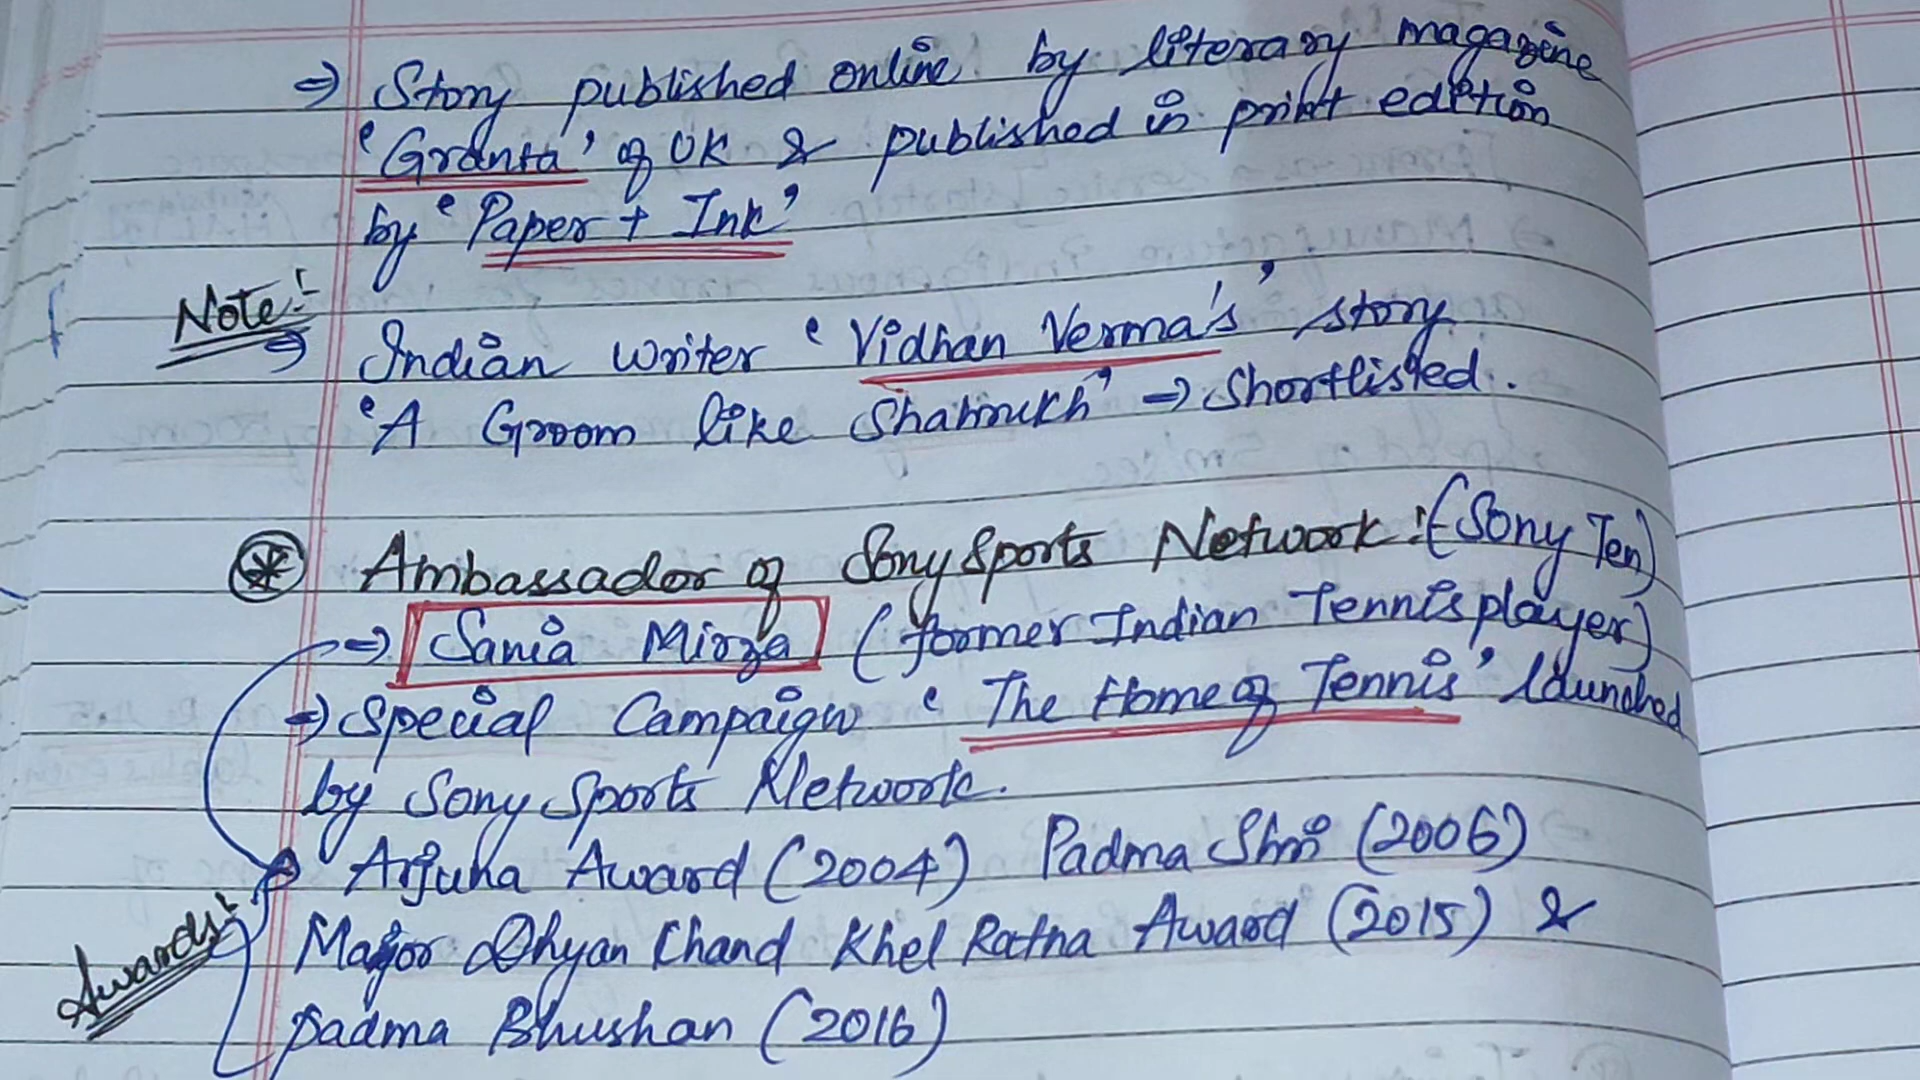 ⇒ Story published online by literary magazine
'Granta' of UK & published in print edition
by 'Paper + Ink'
Note:-
⇒ Indian writer 'Vidhan Verma's' story
'A Groom like Shahrukh' ⇒ Shortlisted.
Ambassador of Sony Sports Network:- (Sony Ten)
⇒ Sania Mirza (former Indian Tennis player)
⇒ Special Campaign 'The Home of Tennis' launched
by Sony Sports Network.
Arjuna Award (2004) Padma Shri (2006)
Awards:-
Major Dhyan Chand Khel Ratna Award (2015) &
Padma Bhushan (2016)